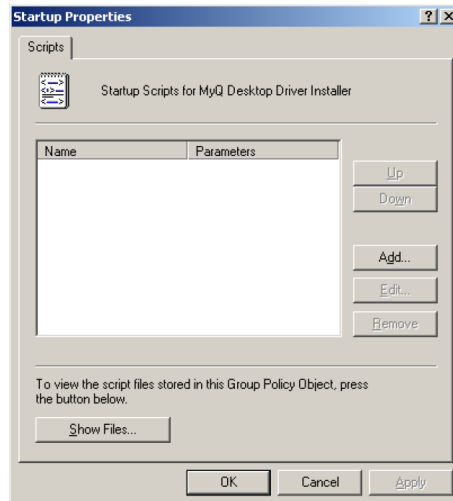 Startup Properties
Scripts
Startup Scripts for MyQ Desktop Driver Installer
Name Parameters
Up
Down
Add...
Edit...
Remove
To view the script files stored in this Group Policy Object, press
the button below.
Show Files...
OK Cancel Apply